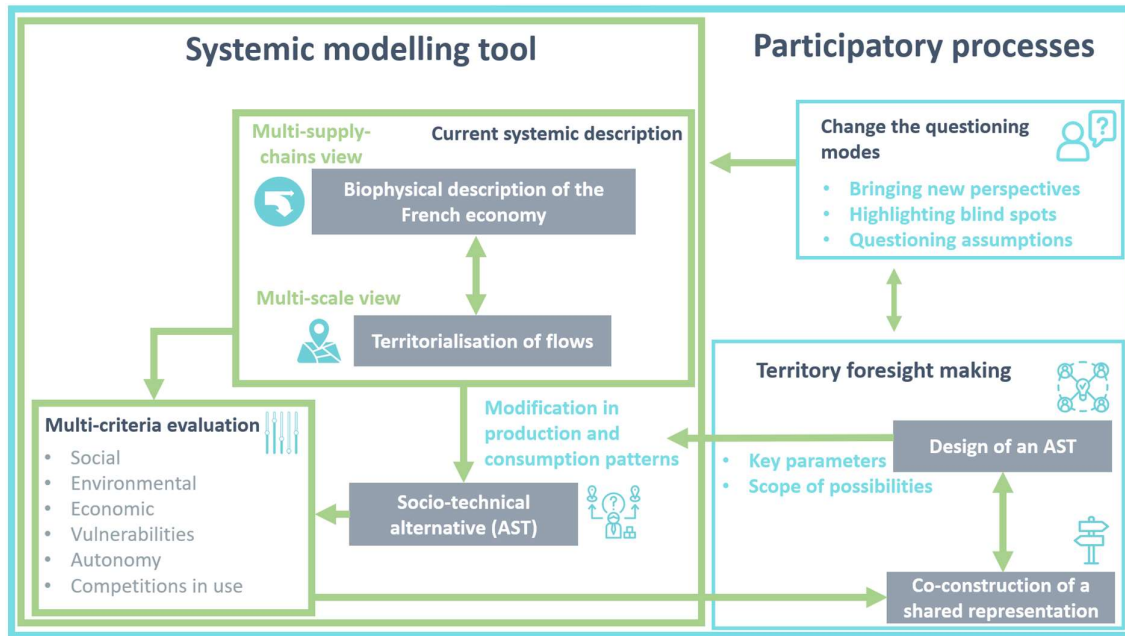 Systemic modelling tool
Participatory processes
Multi-supply-
chains view
Current systemic description
Biophysical description of the
French economy
Multi-scale view
Territorialisation of flows
Change the questioning
modes
?
• Bringing new perspectives
• Highlighting blind spots
• Questioning assumptions
Multi-criteria evaluation
• Social
• Environmental
• Economic
• Vulnerabilities
• Autonomy
• Competitions in use
Modification in
production and
consumption patterns
Socio-technical
alternative (AST)
?
Territory foresight making
Design of an AST
• Key parameters
• Scope of possibilities
Co-construction of a
shared representation